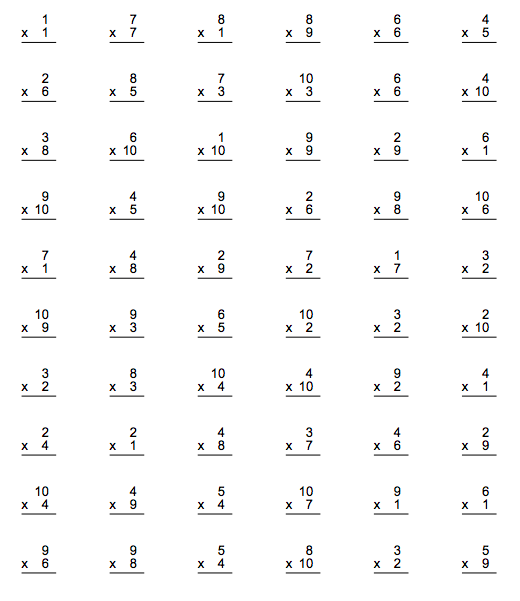 1 7 8 8 6 4
x 1 x 7 x 1 x 9 x 6 x 5
2 8 7 10 6 4
x 6 x 5 x 3 x 3 x 6 x 10
3 6 1 9 2 6
x 8 x 10 x 10 x 9 x 9 x 1
9 4 9 2 9 10
x 10 x 5 x 10 x 6 x 8 x 6
7 4 2 7 1 3
x 1 x 8 x 9 x 2 x 7 x 2
10 9 6 10 3 2
x 9 x 3 x 5 x 2 x 2 x 10
3 8 10 4 9 4
x 2 x 3 x 4 x 10 x 2 x 1
2 2 4 3 4 2
x 4 x 1 x 8 x 7 x 6 x 9
10 4 5 10 9 6
x 4 x 9 x 4 x 7 x 1 x 1
9 9 5 8 3 5
x 6 x 8 x 4 x 10 x 2 x 9